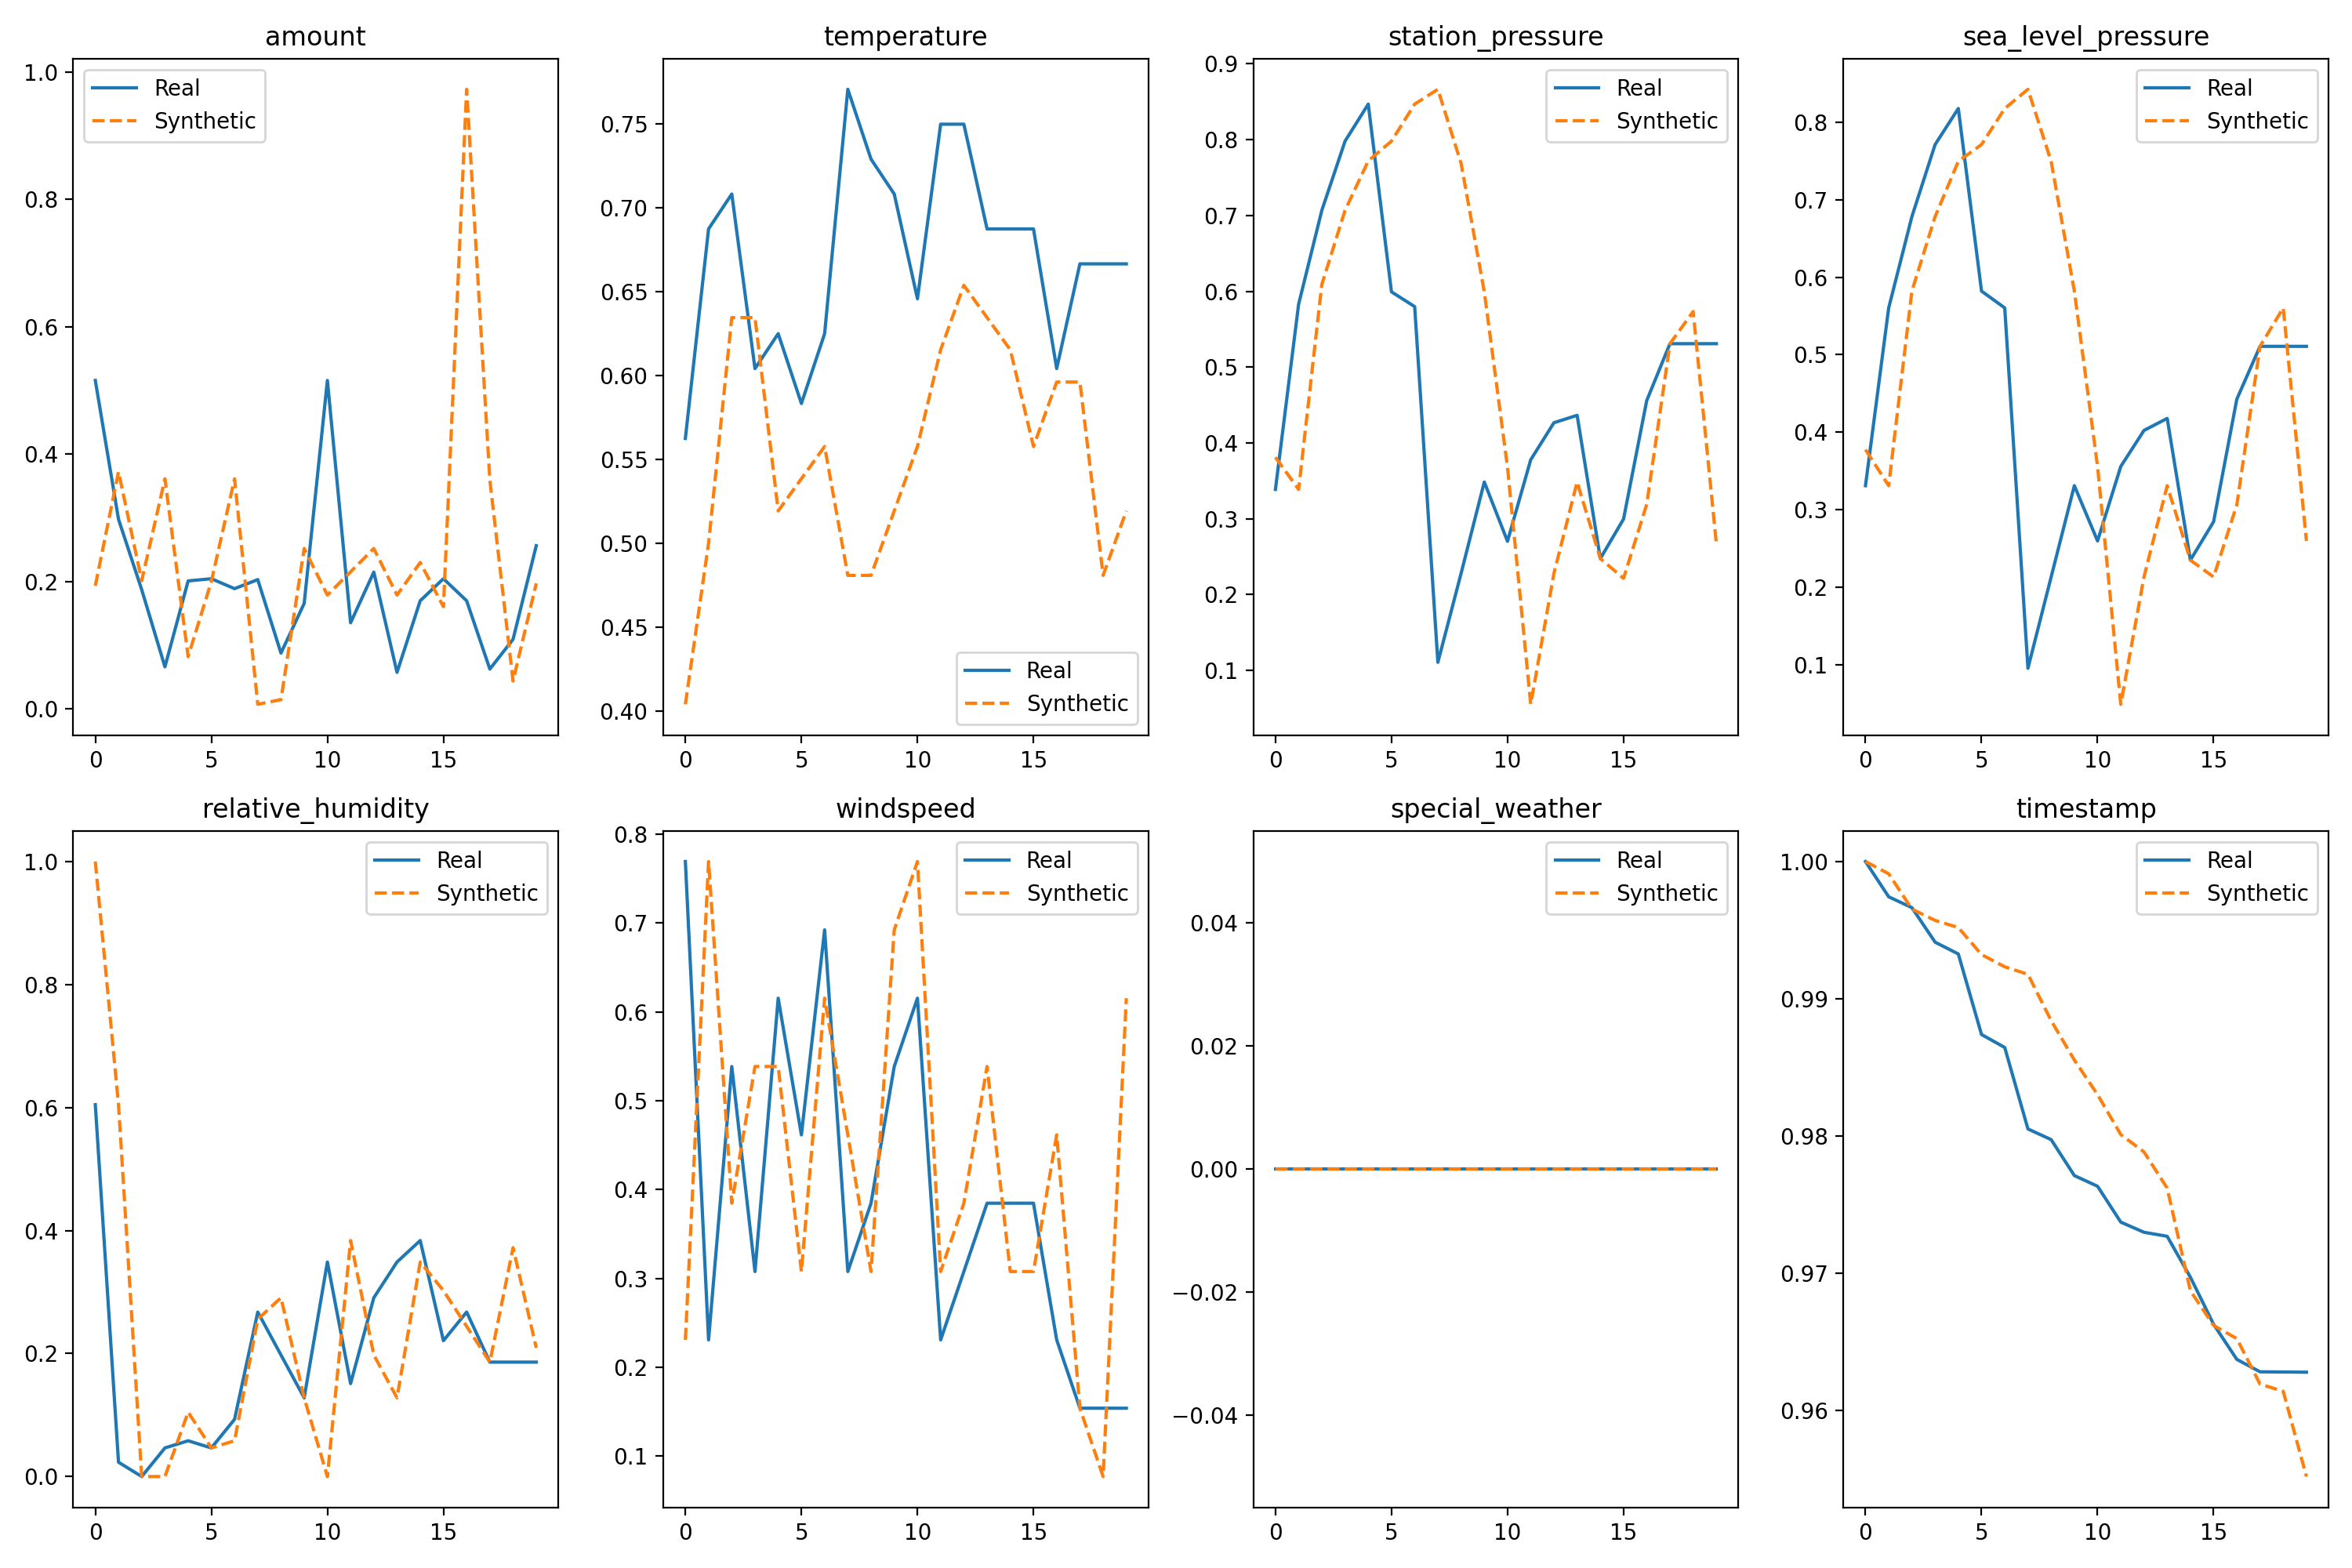 amount
1.0
0.8
0.6
0.4
0.2
0.0
0 5 10 15
Real
Synthetic
temperature
0.75
0.70
0.65
0.60
0.55
0.50
0.45
0.40
0 5 10 15
Real
Synthetic
station_pressure
0.9
0.8
0.7
0.6
0.5
0.4
0.3
0.2
0.1
0 5 10 15
Real
Synthetic
sea_level_pressure
0.8
0.7
0.6
0.5
0.4
0.3
0.2
0.1
0 5 10 15
Real
Synthetic
relative_humidity
1.0
0.8
0.6
0.4
0.2
0.0
0 5 10 15
Real
Synthetic
windspeed
0.8
0.7
0.6
0.5
0.4
0.3
0.2
0.1
0 5 10 15
Real
Synthetic
special_weather
0.04
0.02
0.00
−0.02
−0.04
0 5 10 15
Real
Synthetic
timestamp
1.00
0.99
0.98
0.97
0.96
0 5 10 15
Real
Synthetic